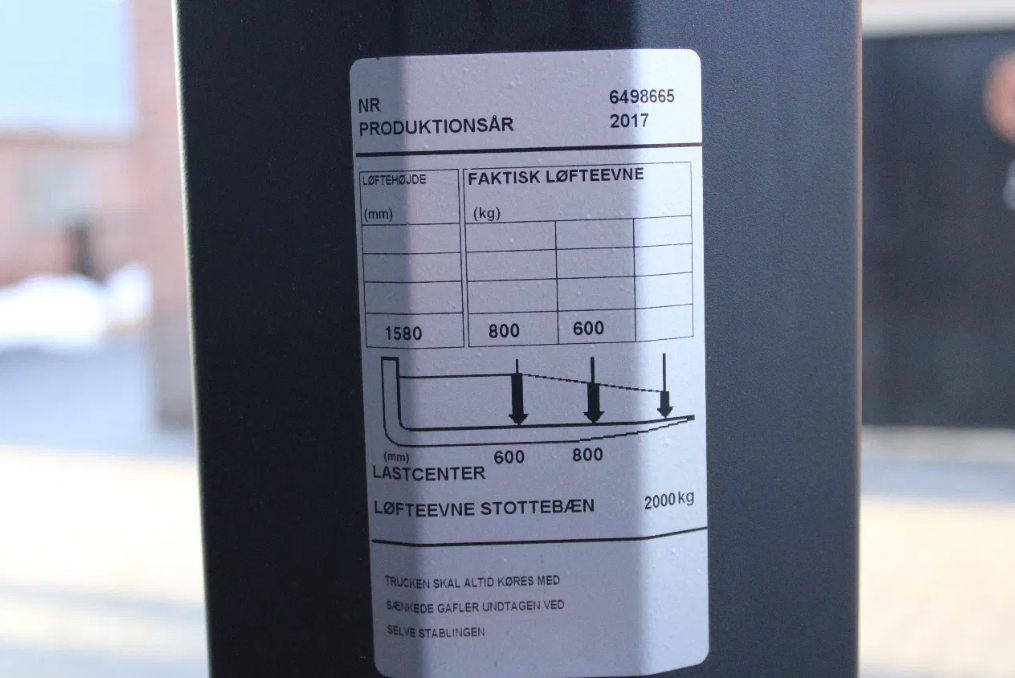 NR 6498665
PRODUKTIONSÅR 2017
LØFTEHØJDE FAKTISK LØFTEEVNE
(mm) (kg)
1580 800 600
(mm) 600 800
LASTCENTER
LØFTEEVNE STOTTEBÆN 2000 kg
TRUCKEN SKAL ALTID KØRES MED
SÆNKEDE GAFLER UNDTAGEN VED
SELVE STABLINGEN